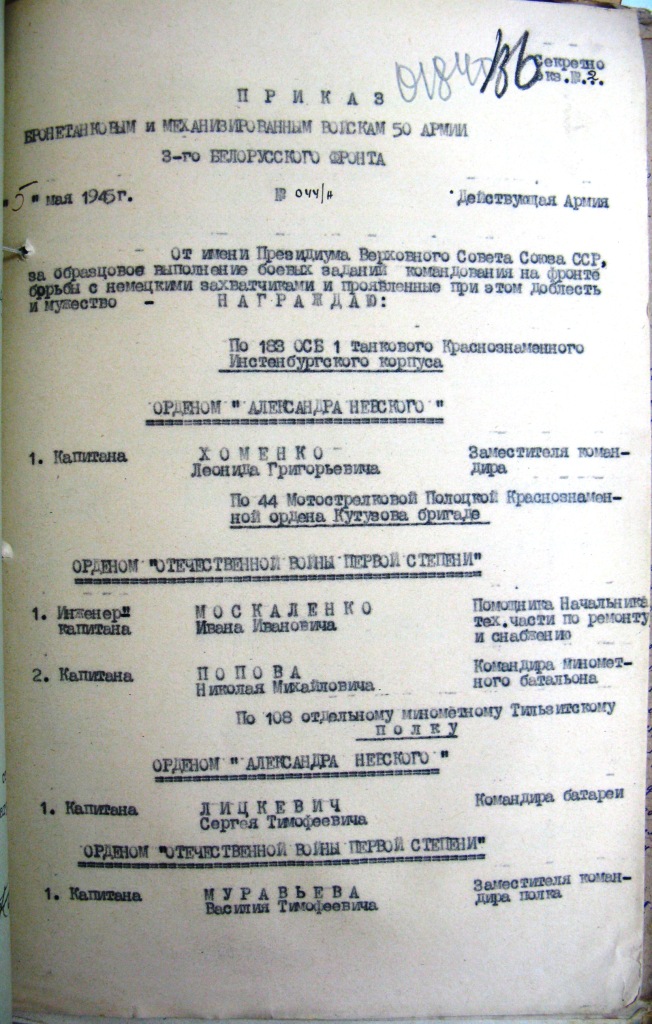 Секретно
Экз.№.2.
ПРИКАЗ
БРОНЕТАНКОВЫМ и МЕХАНИЗИРОВАННЫМ ВОЙСКАМ 50 АРМИИ
3-го БЕЛОРУССКОГО ФРОНТА
"5" мая 1945г. № 044/н Действующая Армия
От имени Президиума Верховного Совета Союза ССР,
за образцовое выполнение боевых заданий командования на фронте
борьбы с немецкими захватчиками и проявленные при этом доблесть
и мужество - НАГРАЖДАЮ:
По 183 ОСБ 1 танкового Краснознаменного
Инстенбургского корпуса
ОРДЕНОМ "АЛЕКСАНДРА НЕВСКОГО"
1. Капитана ХОМЕНКО Заместителя коман-
Леонида Григорьевича дира
По 44 Мотострелковой Полоцкой Краснознамен-
ной ордена Кутузова бригаде
ОРДЕНОМ "ОТЕЧЕСТВЕННОЙ ВОЙНЫ ПЕРВОЙ СТЕПЕНИ"
1. Инженер- МОСКАЛЕНКО Помощника Начальника
капитана Ивана Ивановича тех.части по ремонту
и снабжению
2. Капитана ПОПОВА Командира миномет-
Николая Михайловича ного батальона
По 108 отдельному минометному Тильзитскому
полку
ОРДЕНОМ "АЛЕКСАНДРА НЕВСКОГО"
1. Капитана ЛИЦКЕВИЧ Командира батареи
Сергея Тимофеевича
ОРДЕНОМ "ОТЕЧЕСТВЕННОЙ ВОЙНЫ ПЕРВОЙ СТЕПЕНИ"
1. Капитана МУРАВЬЕВА Заместителя коман-
Василия Тимофеевича дира полка